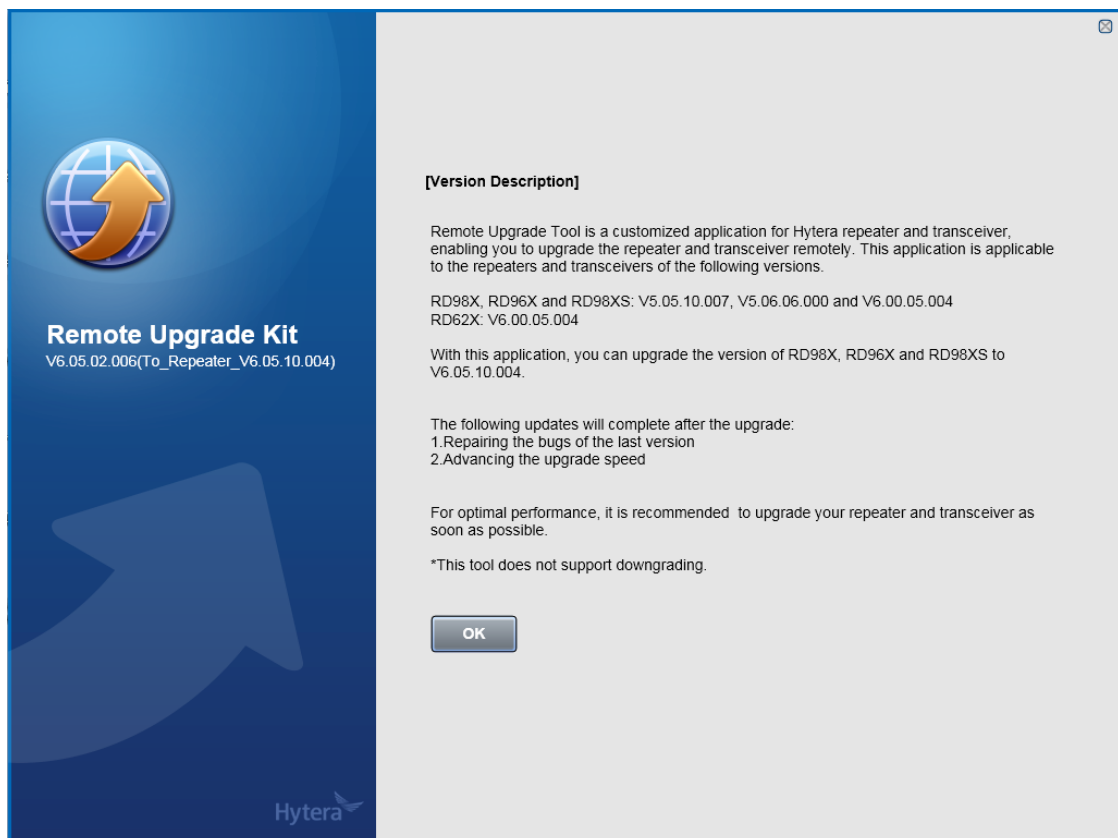 Remote Upgrade Kit
V6.05.02.006(To_Repeater_V6.05.10.004)
Hytera
[Version Description]
Remote Upgrade Tool is a customized application for Hytera repeater and transceiver,
enabling you to upgrade the repeater and transceiver remotely. This application is applicable
to the repeaters and transceivers of the following versions.
RD98X, RD96X and RD98XS: V5.05.10.007, V5.06.06.000 and V6.00.05.004
RD62X: V6.00.05.004
With this application, you can upgrade the version of RD98X, RD96X and RD98XS to
V6.05.10.004.
The following updates will complete after the upgrade:
1.Repairing the bugs of the last version
2.Advancing the upgrade speed
For optimal performance, it is recommended  to upgrade your repeater and transceiver as
soon as possible.
*This tool does not support downgrading.
OK